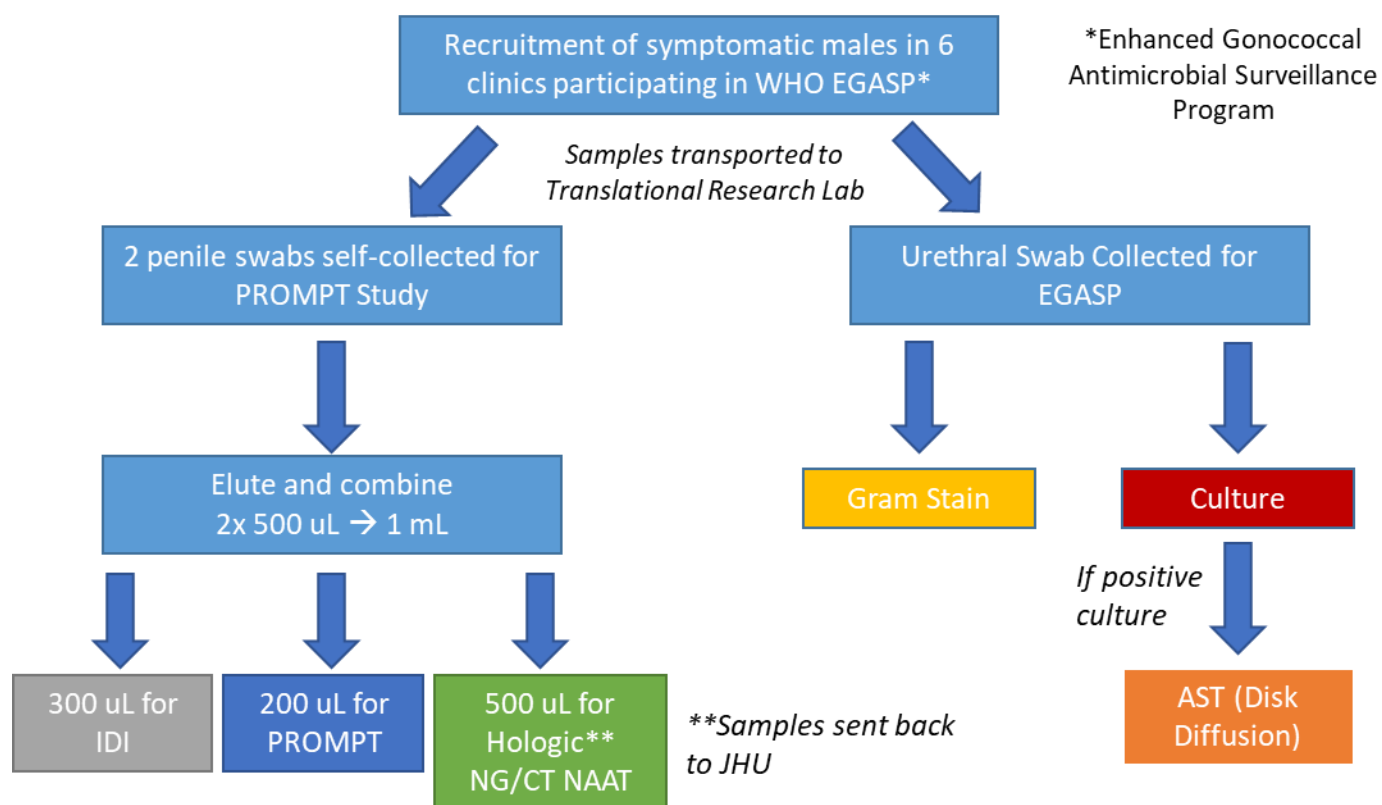 Recruitment of symptomatic males in 6
clinics participating in WHO EGASP*
*Enhanced Gonococcal
Antimicrobial Surveillance
Program
Samples transported to
Translational Research Lab
2 penile swabs self-collected for
PROMPT Study
Urethral Swab Collected for
EGASP
Elute and combine
2x 500 uL → 1 mL
Gram Stain
Culture
If positive
culture
300 uL for
IDI
200 uL for
PROMPT
500 uL for
Hologic**
NG/CT NAAT
**Samples sent back
to JHU
AST (Disk
Diffusion)